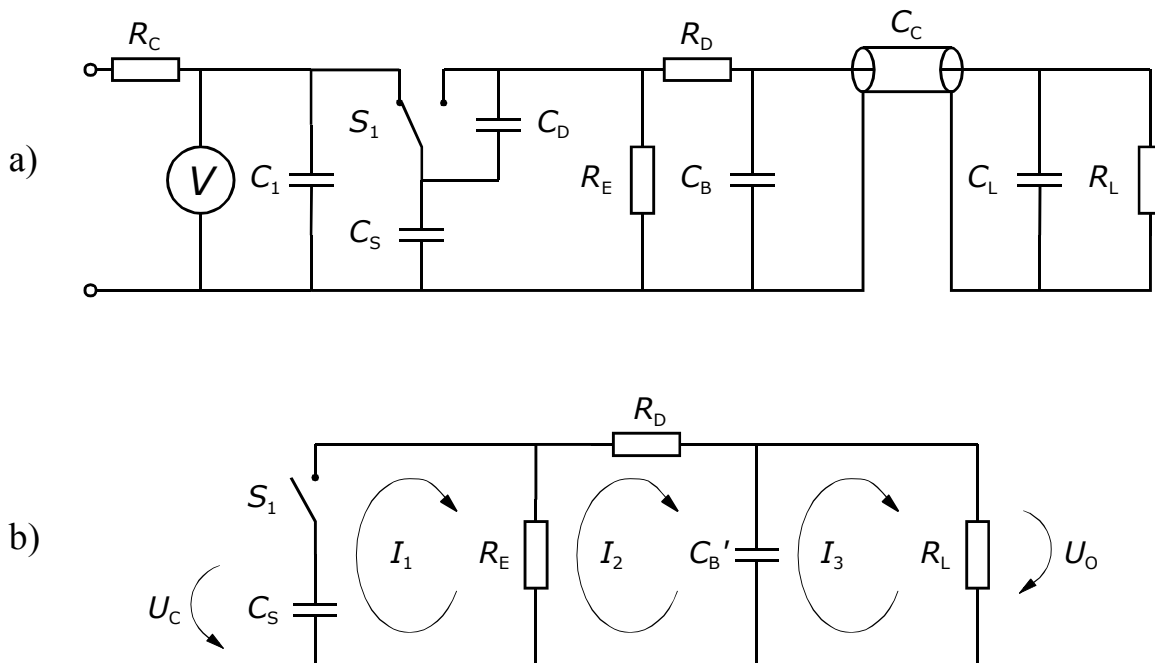 a)
R_C
V
C_1
S_1
C_S
C_D
R_E
R_D
C_B
C_C
C_L
R_L
b)
U_C
S_1
C_S
I_1
R_E
R_D
I_2
C_B'
I_3
R_L
U_O